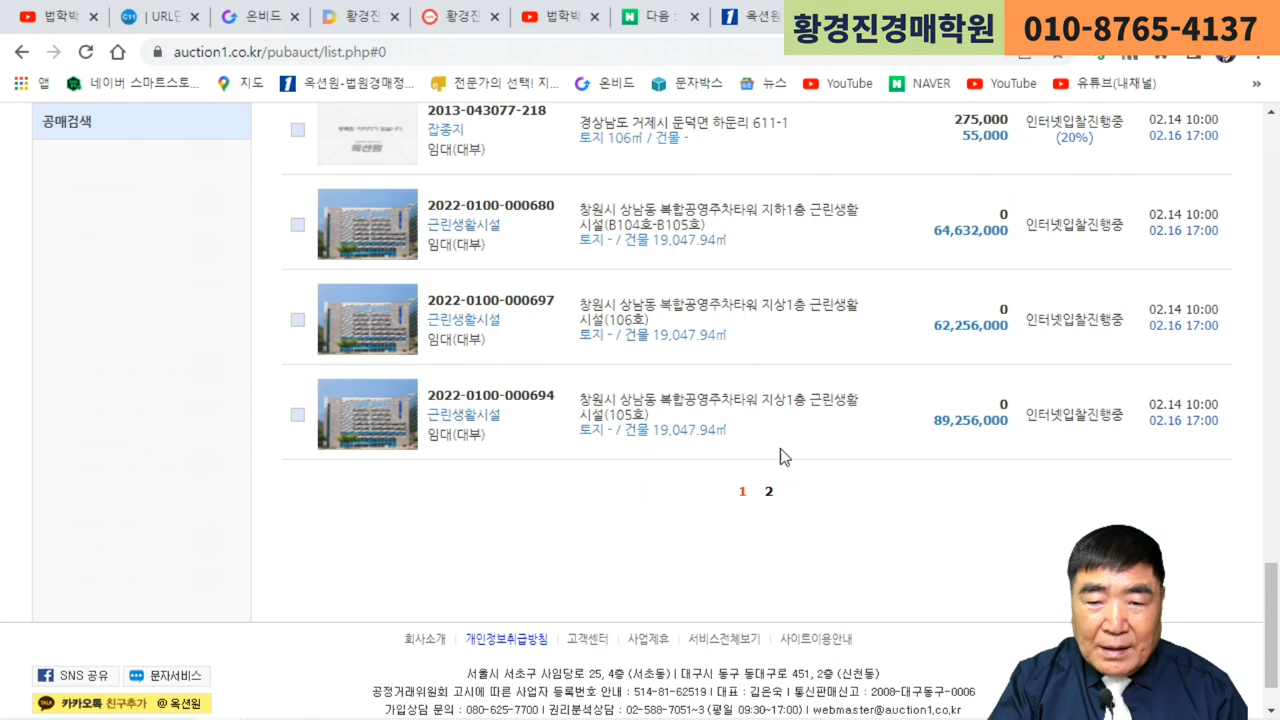 법학박
URL단
온비드
황경진
황경진
법학박
다음 :
옥션원
황경진경매학원
010-8765-4137
auction1.co.kr/pubauct/list.php#0
앱
네이버 스마트스토...
지도
옥션원-법원경매정...
전문가의 선택! 지...
온비드
문자박스
뉴스
YouTube
NAVER
YouTube
유튜브(내채널)
»
공매검색
2013-043077-218
잡종지
임대(대부)
경상남도 거제시 둔덕면 하둔리 611-1
토지 106㎡ / 건물 -
275,000
55,000
인터넷입찰진행중
(20%)
02.14 10:00
02.16 17:00
2022-0100-000680
근린생활시설
임대(대부)
창원시 상남동 복합공영주차타워 지하1층 근린생활
시설(B104호-B105호)
토지 - / 건물 19,047.94㎡
0
64,632,000
인터넷입찰진행중
02.14 10:00
02.16 17:00
2022-0100-000697
근린생활시설
임대(대부)
창원시 상남동 복합공영주차타워 지상1층 근린생활
시설(106호)
토지 - / 건물 19,047.94㎡
0
62,256,000
인터넷입찰진행중
02.14 10:00
02.16 17:00
2022-0100-000694
근린생활시설
임대(대부)
창원시 상남동 복합공영주차타워 지상1층 근린생활
시설(105호)
토지 - / 건물 19,047.94㎡
0
89,256,000
인터넷입찰진행중
02.14 10:00
02.16 17:00
1 2
회사소개 | 개인정보취급방침 | 고객센터 | 사업제휴 | 서비스전체보기 | 사이트이용안내
SNS 공유
문자서비스
카카오톡 친구추가 @ 옥션원
서울시 서초구 사임당로 25, 4층 (서초동) | 대구시 동구 동대구로 451, 2층 (신천동)
공정거래위원회 고시에 따른 사업자 등록번호 안내 : 514-81-62519 | 대표 : 김은숙 | 통신판매신고 : 2008-대구동구-0006
가입상담 문의 : 080-625-7700 | 권리분석상담 : 02-588-7051~3 (평일 09:30~17:00) | webmaster@auction1.co.kr